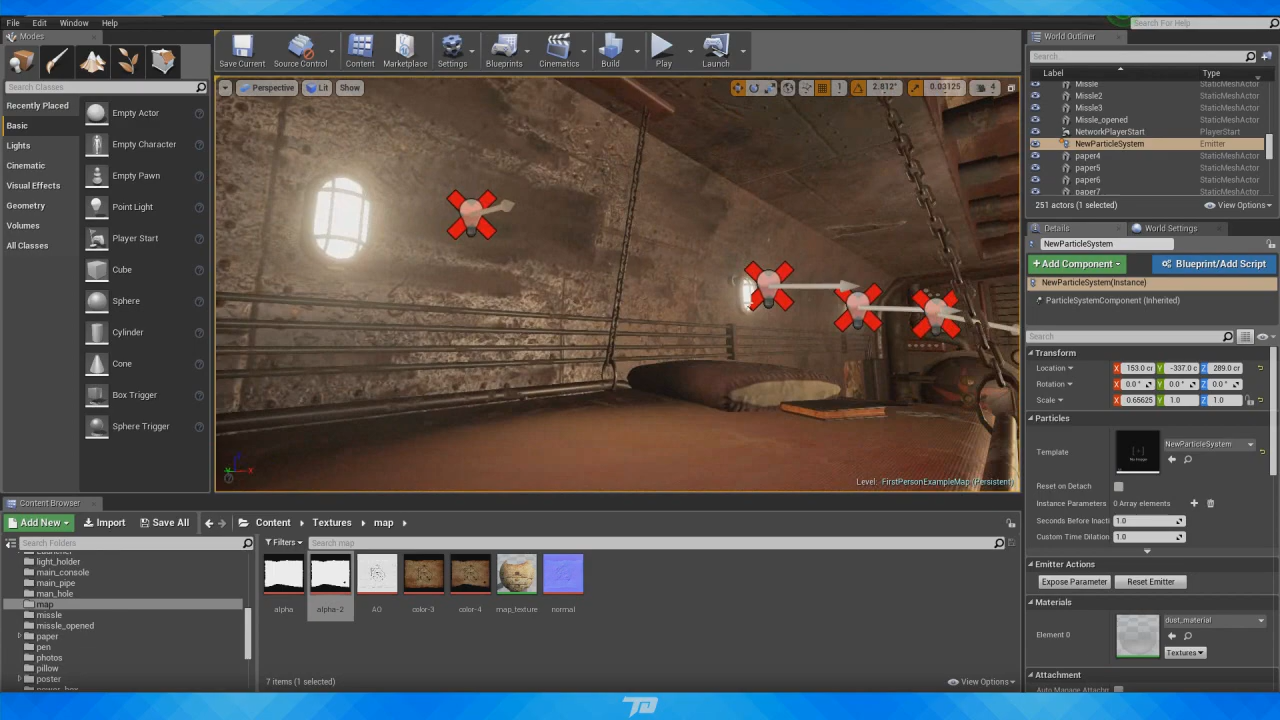 File Edit Window Help
Search For Help
Modes
Search Classes
Recently Placed
Basic
Lights
Cinematic
Visual Effects
Geometry
Volumes
All Classes
Empty Actor
Empty Character
Empty Pawn
Point Light
Player Start
Cube
Sphere
Cylinder
Cone
Box Trigger
Sphere Trigger
Save Current Source Control Content Marketplace Settings Blueprints Cinematics Build Play Launch
Perspective Lit Show
2.812° 0.03125 4
Level: FirstPersonExampleMap (Persistent)
World Outliner
Search...
Label Type
Missle StaticMeshActor
Missle2 StaticMeshActor
Missle3 StaticMeshActor
Missle_opened StaticMeshActor
NetworkPlayerStart PlayerStart
NewParticleSystem Emitter
paper4 StaticMeshActor
paper5 StaticMeshActor
paper6 StaticMeshActor
paper7 StaticMeshActor
251 actors (1 selected) View Options
Details World Settings
NewParticleSystem
+Add Component Blueprint/Add Script
NewParticleSystem(Instance)
ParticleSystemComponent (Inherited)
Search
Transform
Location X 153.0 cr Y -337.0 c Z 289.0 cr
Rotation X 0.0 ° Y 0.0 ° Z 0.0 °
Scale X 0.65625 Y 1.0 Z 1.0
Particles
Template NewParticleSystem
No Image
Reset on Detach
Instance Parameters 0 Array elements
Seconds Before Inacti 1.0
Custom Time Dilation 1.0
Emitter Actions
Expose Parameter Reset Emitter
Materials
Element 0 dust_material
Textures
Attachment
Auto Manage Attachm
Content Browser
Add New Import Save All Content Textures map
Search Folders
light_holder
main_console
main_pipe
man_hole
map
missle
missle_opened
paper
pen
photos
pillow
poster
power_box
Filters Search map
alpha alpha-2 AO color-3 color-4 map_texture normal
7 items (1 selected) View Options